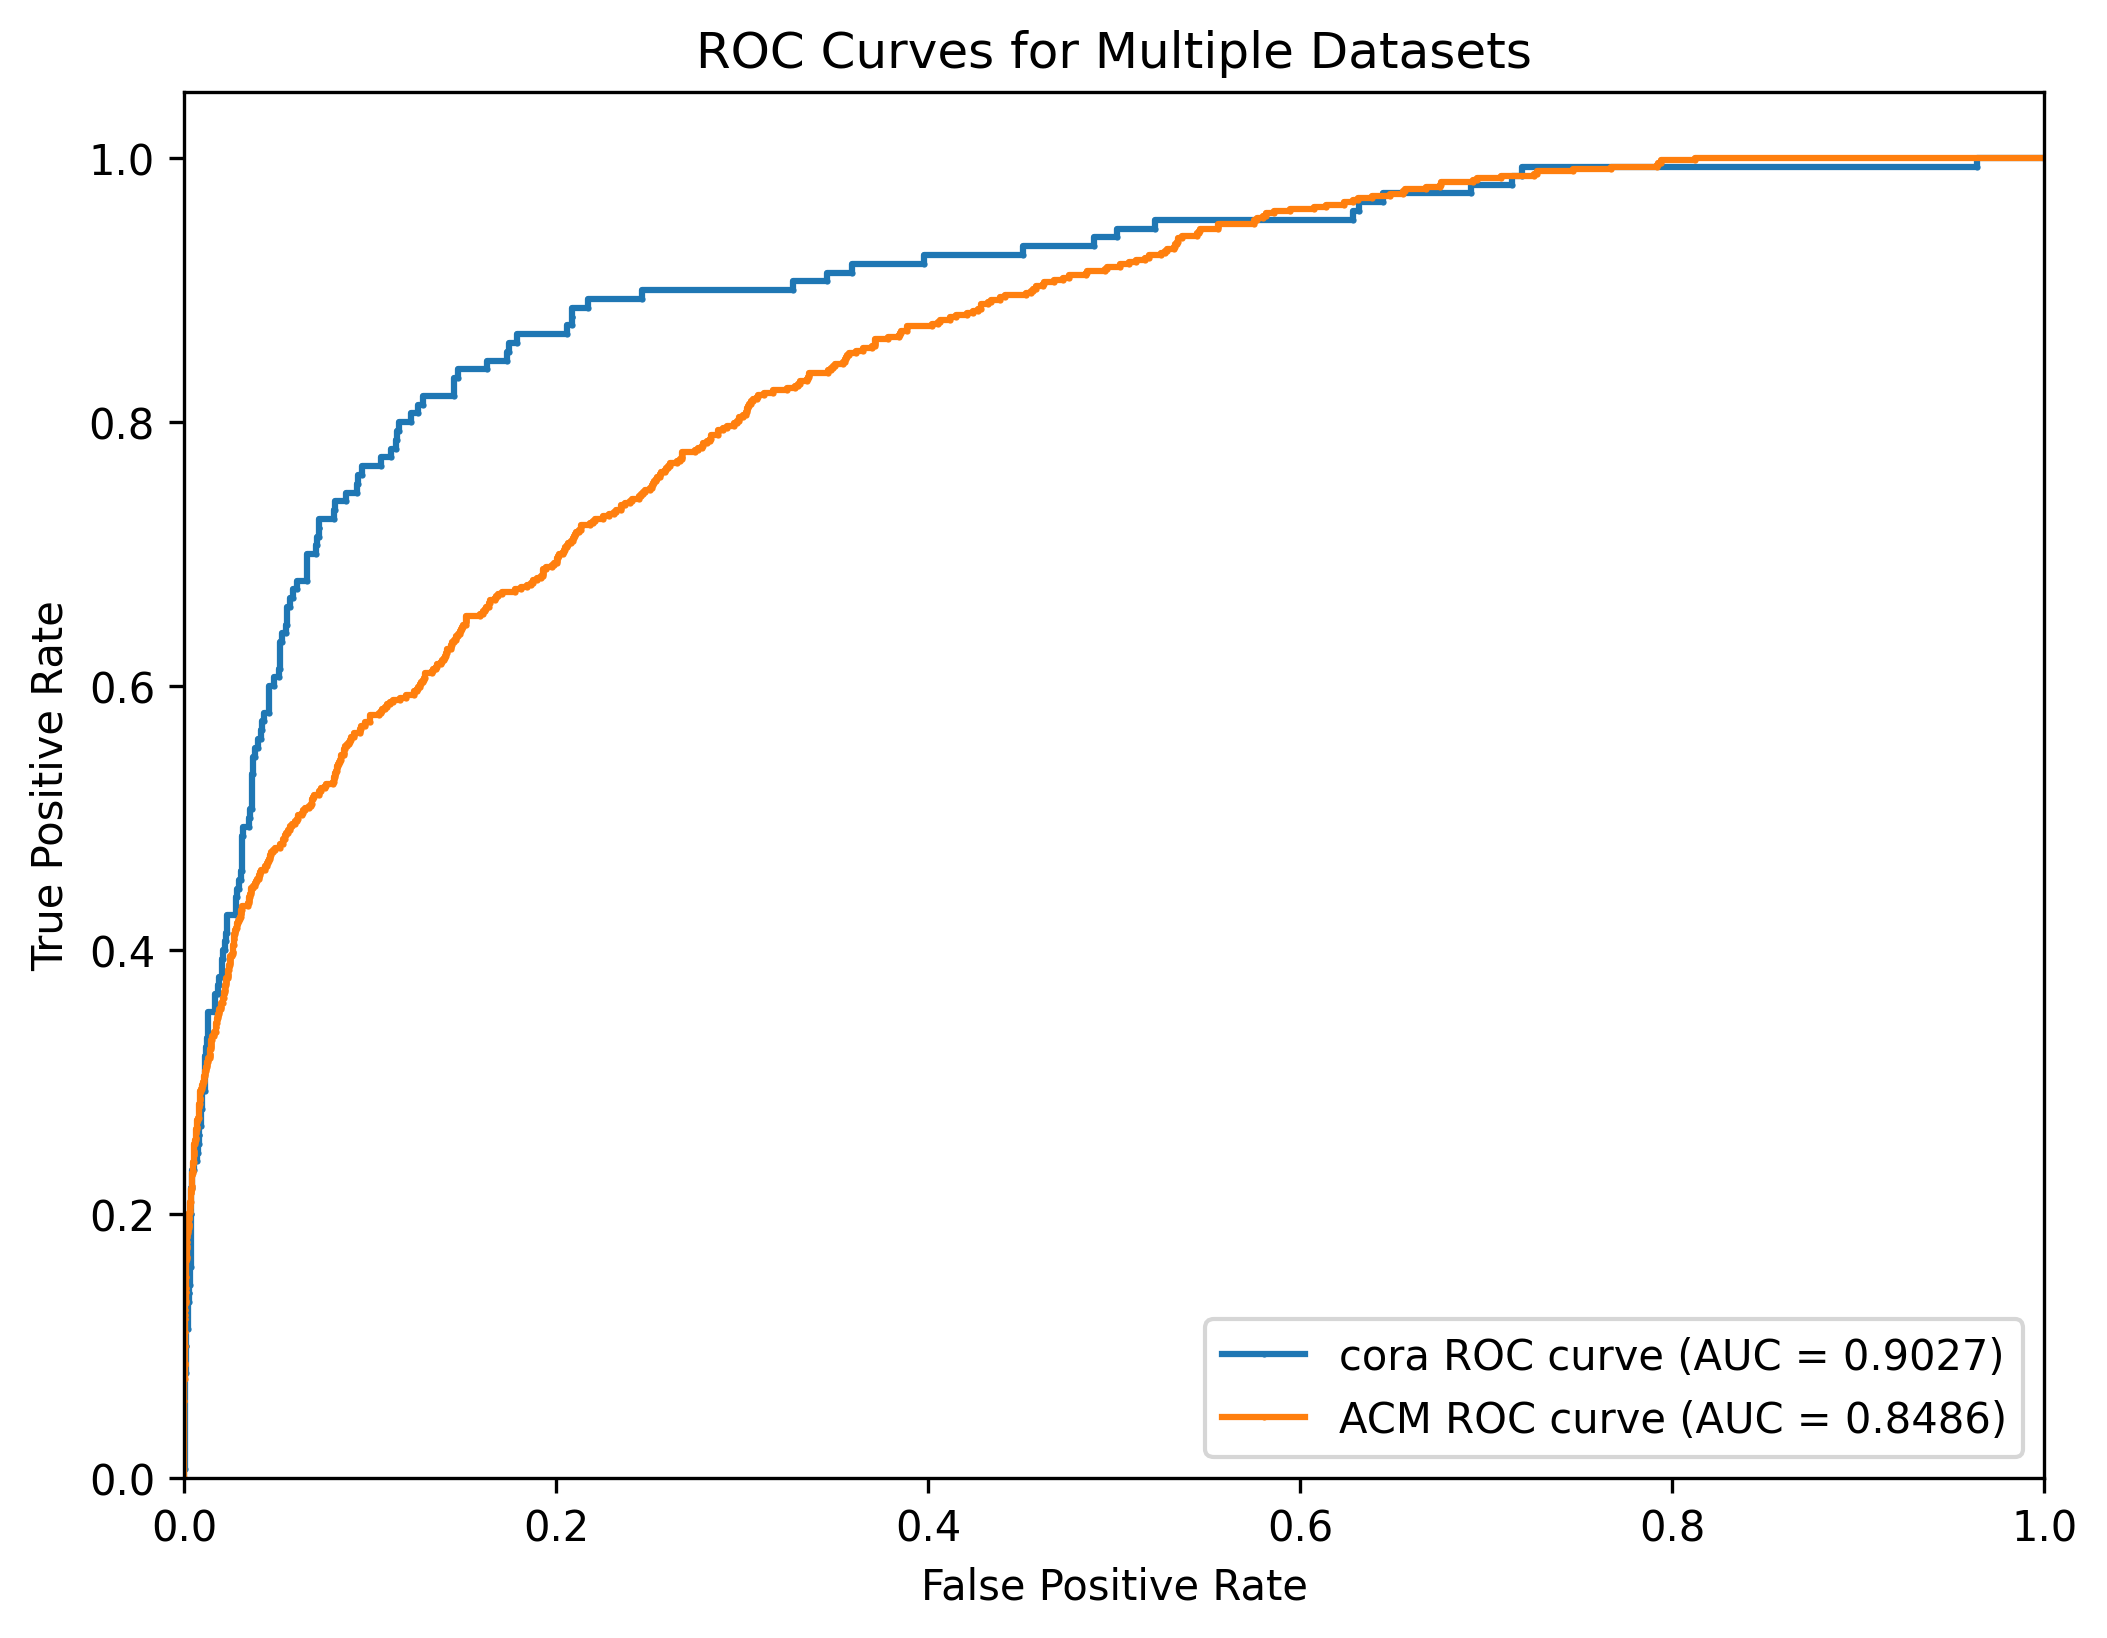 ROC Curves for Multiple Datasets
True Positive Rate
1.0
0.8
0.6
0.4
0.2
0.0
0.0 0.2 0.4 0.6 0.8 1.0
False Positive Rate
cora ROC curve (AUC = 0.9027)
ACM ROC curve (AUC = 0.8486)